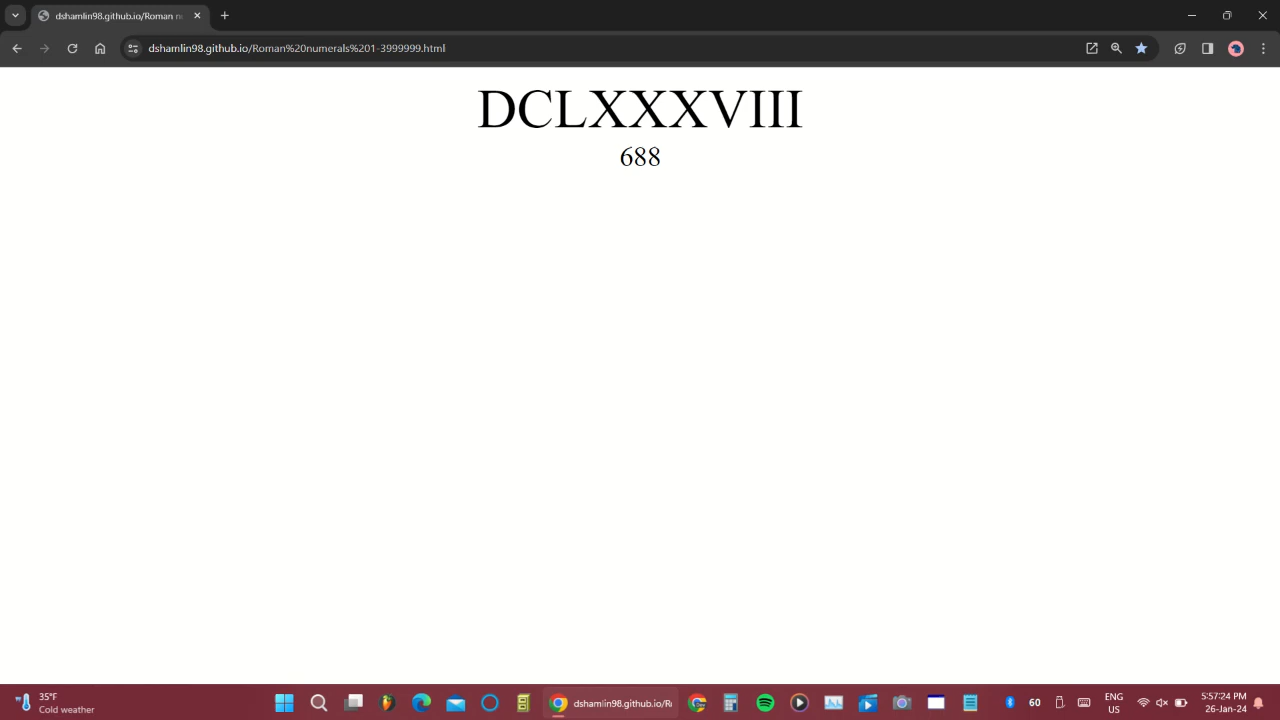 dshamlin98.github.io/Roman n
dshamlin98.github.io/Roman%20numerals%201-3999999.html
DCLXXXVIII
688
35°F
Cold weather
dshamlin98.github.io/R
60
ENG
US
5:57:24 PM
26-Jan-24